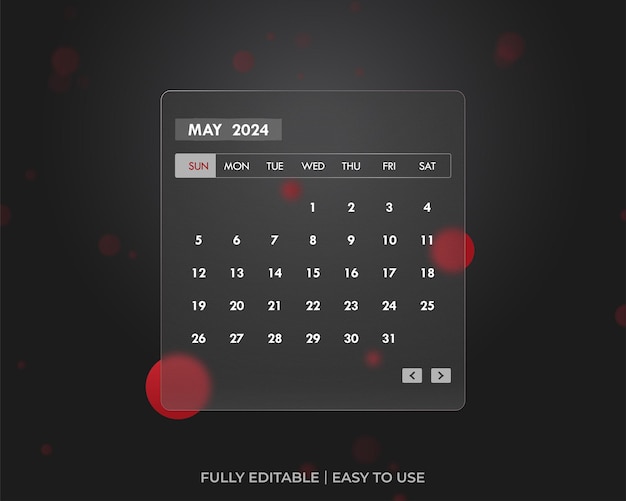 MAY 2024
SUN MON TUE WED THU FRI SAT
1 2 3 4
5 6 7 8 9 10 11
12 13 14 15 16 17 18
19 20 21 22 23 24 25
26 27 28 29 30 31
< >
FULLY EDITABLE | EASY TO USE